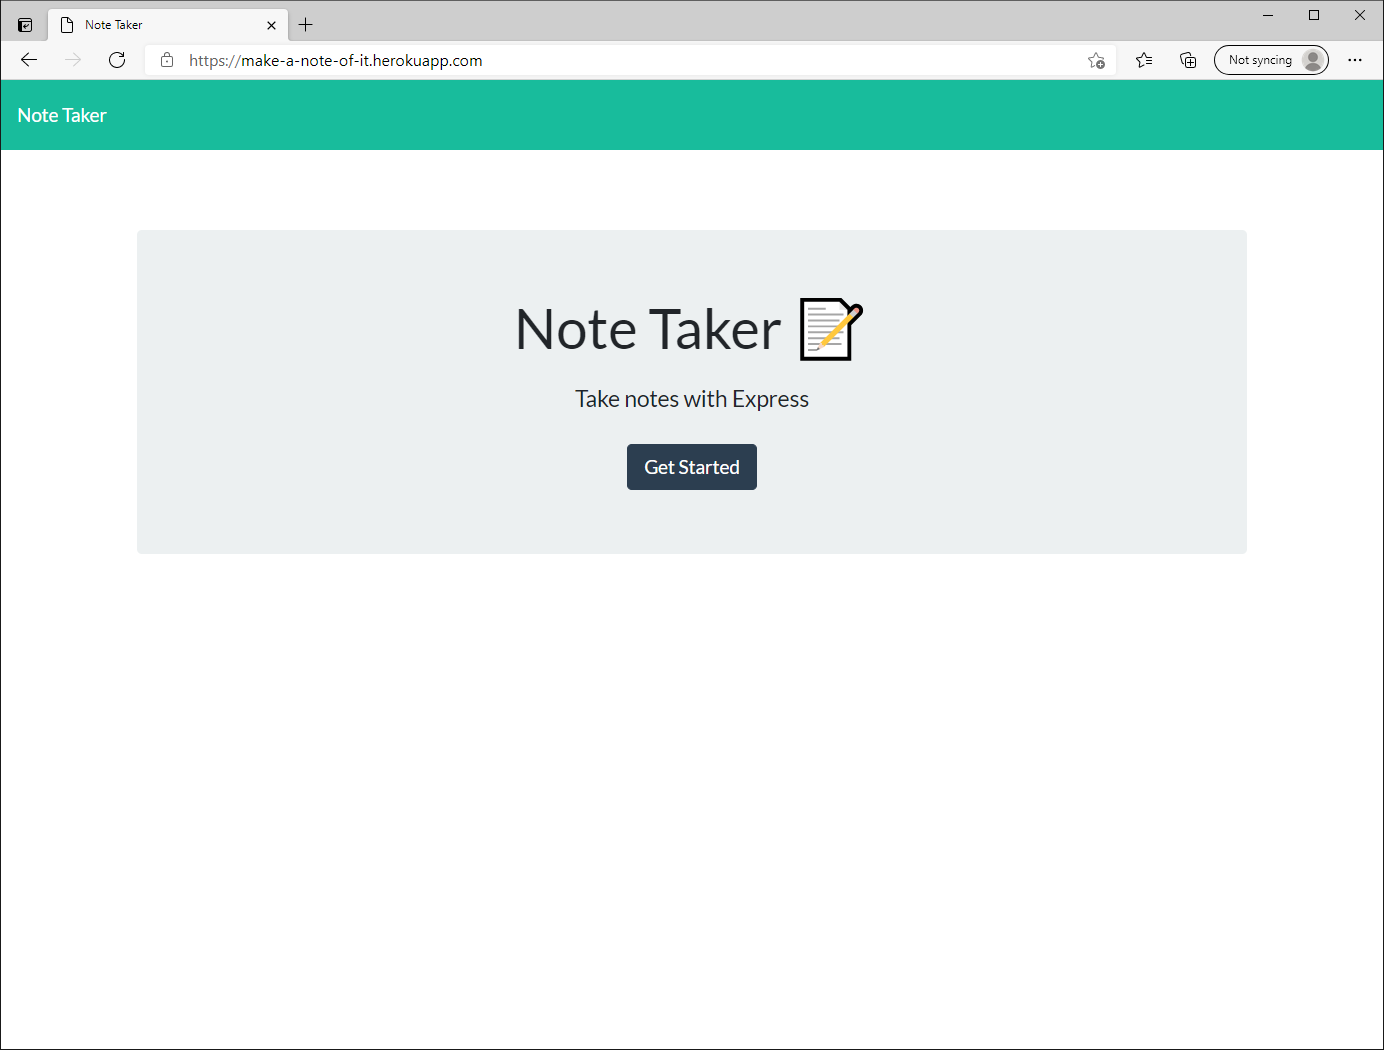 Note Taker
https://make-a-note-of-it.herokuapp.com
Not syncing
Note Taker
Note Taker
Take notes with Express
Get Started